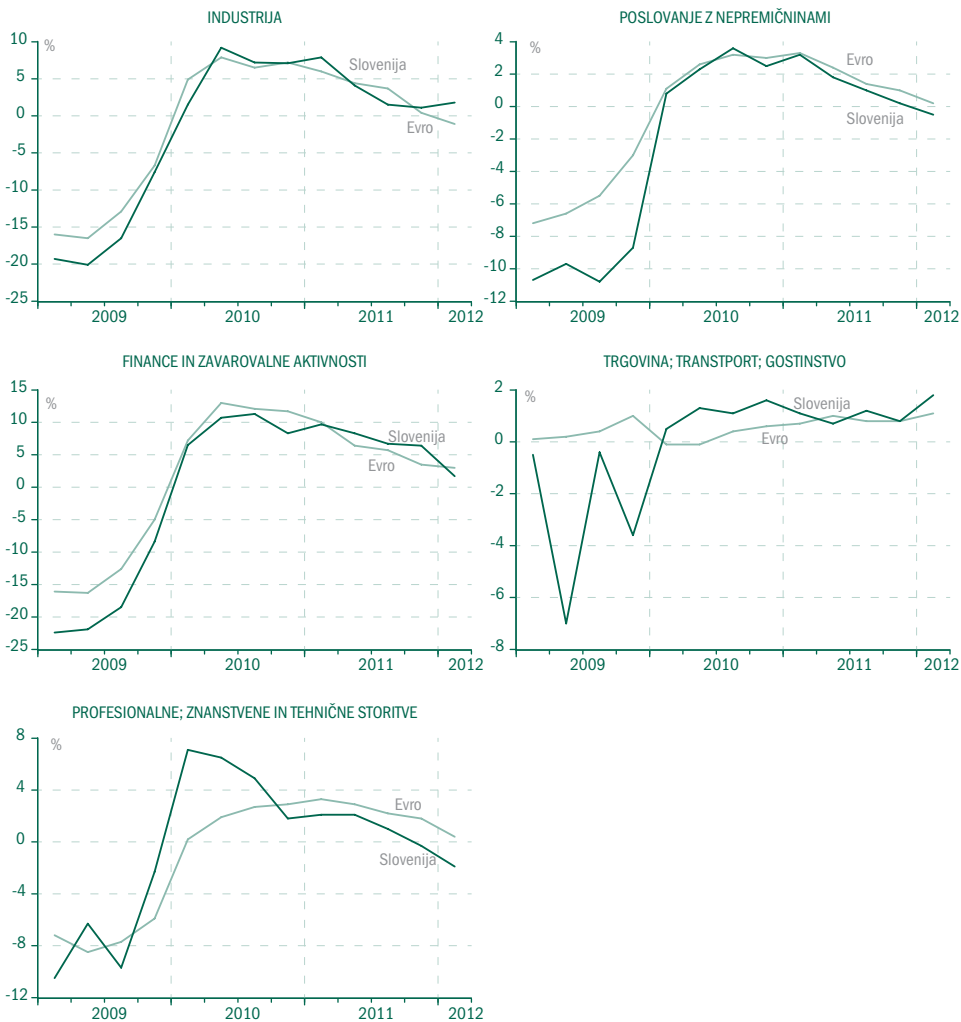 INDUSTRIJA
%
10
5
0
-5
-10
-15
-20
-25
Slovenija
Evro
2009 2010 2011 2012
POSLOVANJE Z NEPREMIČNINAMI
%
4
2
0
-2
-4
-6
-8
-10
-12
Evro
Slovenija
2009 2010 2011 2012
FINANCE IN ZAVAROVALNE AKTIVNOSTI
%
15
10
5
0
-5
-10
-15
-20
-25
Slovenija
Evro
2009 2010 2011 2012
TRGOVINA; TRANSTPORT; GOSTINSTVO
%
2
0
-2
-4
-6
-8
Slovenija
Evro
2009 2010 2011 2012
PROFESIONALNE; ZNANSTVENE IN TEHNIČNE STORITVE
%
8
4
0
-4
-8
-12
Evro
Slovenija
2009 2010 2011 2012